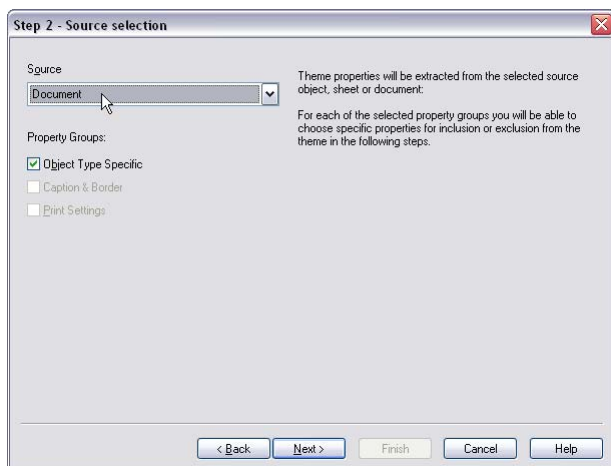 Step 2 - Source selection
Source
Document
Property Groups:
Object Type Specific
Caption & Border
Print Settings
Theme properties will be extracted from the selected source
object, sheet or document:
For each of the selected property groups you will be able to
choose specific properties for inclusion or exclusion from the
theme in the following steps.
< Back
Next >
Finish
Cancel
Help